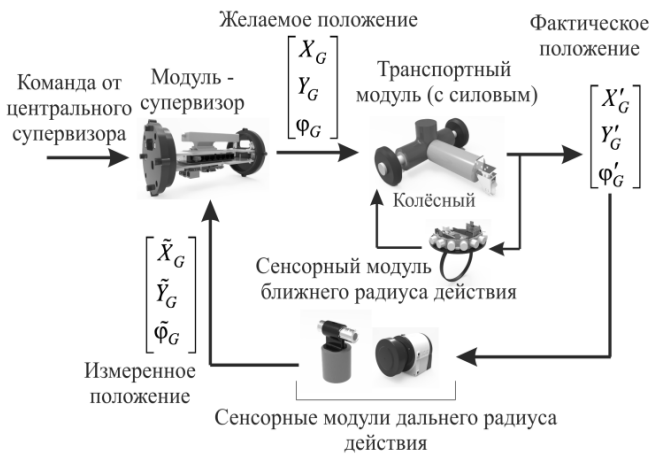 Желаемое положение
X_G
Y_G
φ_G
Фактическое
положение
X'_G
Y'_G
φ'_G
Команда от
центрального
супервизора
Модуль -
супервизор
Транспортный
модуль (с силовым)
Колёсный
Сенсорный модуль
ближнего радиуса действия
X̃_G
Ỹ_G
φ̃_G
Измеренное
положение
Сенсорные модули дальнего радиуса
действия